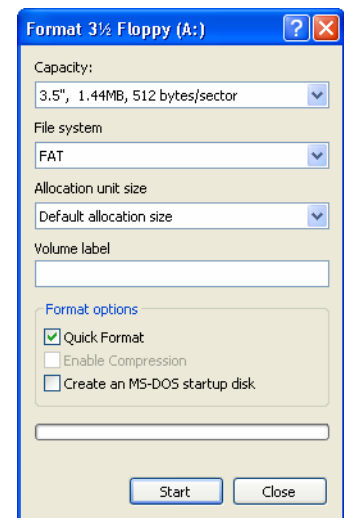 Format 3½ Floppy (A:)
Capacity:
3.5", 1.44MB, 512 bytes/sector
File system
FAT
Allocation unit size
Default allocation size
Volume label
Format options
Quick Format
Enable Compression
Create an MS-DOS startup disk
Start Close